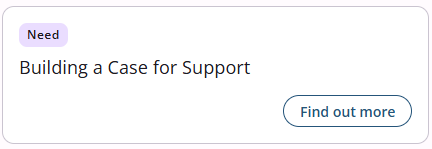 Need
Building a Case for Support
Find out more